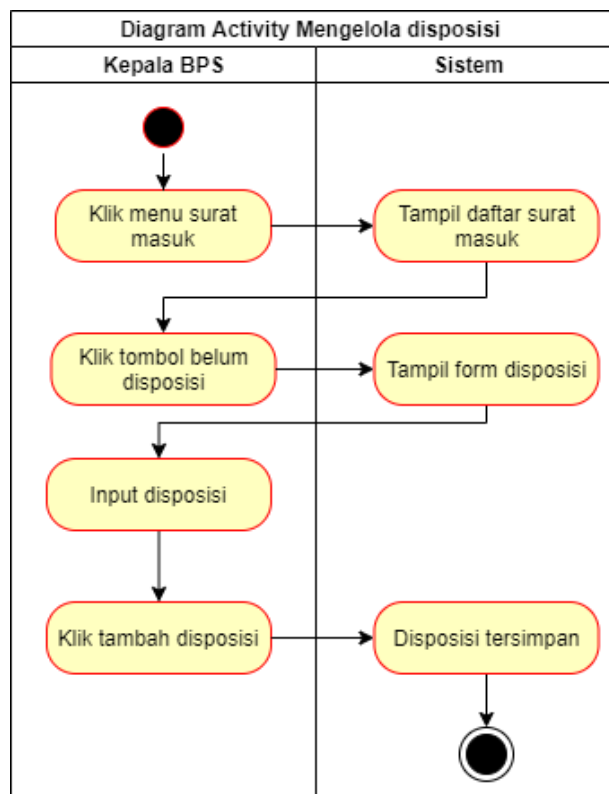 Diagram Activity Mengelola disposisi
Kepala BPS
Sistem
Klik menu surat
masuk
Tampil daftar surat
masuk
Klik tombol belum
disposisi
Tampil form disposisi
Input disposisi
Klik tambah disposisi
Disposisi tersimpan